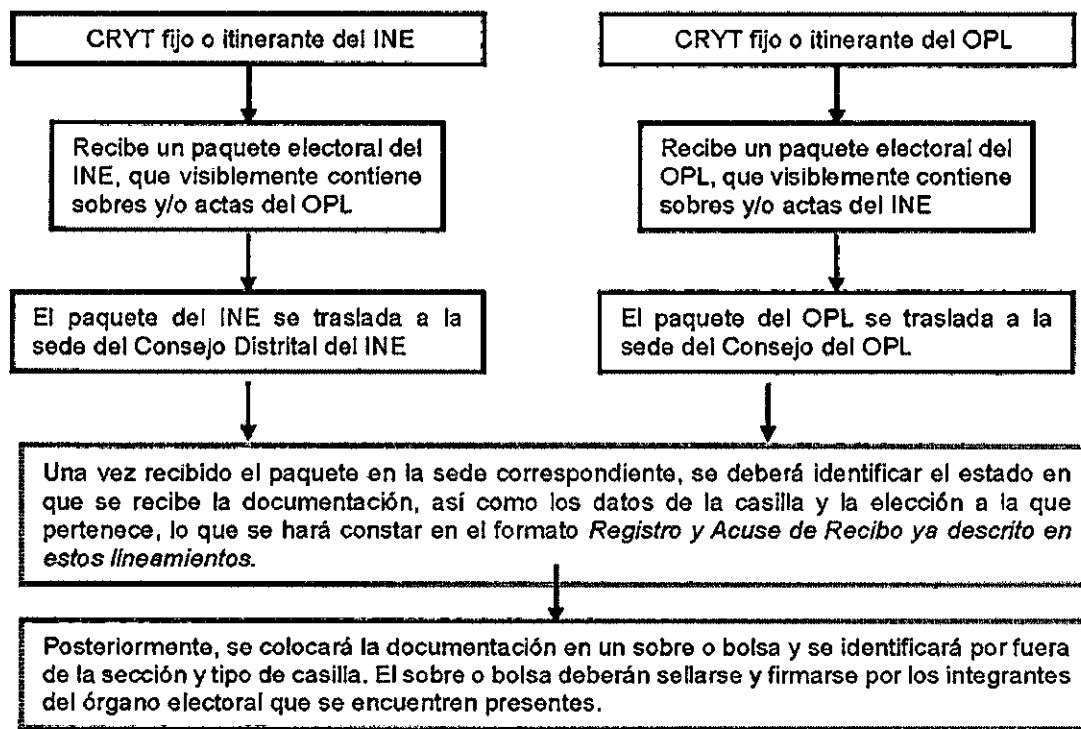 CRYT fijo o itinerante del INE
CRYT fijo o itinerante del OPL
Recibe un paquete electoral del
INE, que visiblemente contiene
sobres y/o actas del OPL
Recibe un paquete electoral del
OPL, que visiblemente contiene
sobres y/o actas del INE
El paquete del INE se traslada a la
sede del Consejo Distrital del INE
El paquete del OPL se traslada a la
sede del Consejo del OPL
Una vez recibido el paquete en la sede correspondiente, se deberá identificar el estado en
que se recibe la documentación, así como los datos de la casilla y la elección a la que
pertenece, lo que se hará constar en el formato Registro y Acuse de Recibo ya descrito en
estos lineamientos.
Posteriormente, se colocará la documentación en un sobre o bolsa y se identificará por fuera
de la sección y tipo de casilla. El sobre o bolsa deberán sellarse y firmarse por los integrantes
del órgano electoral que se encuentren presentes.